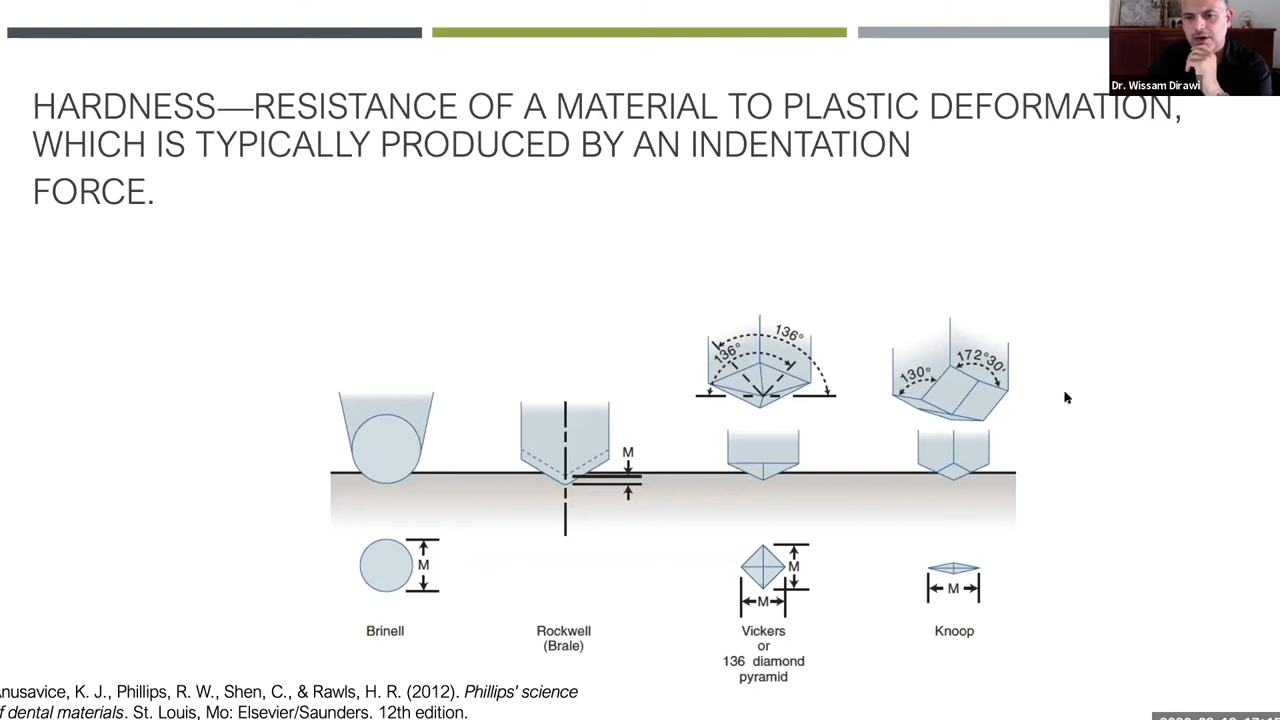 Dr. Wissam Dirawi
HARDNESS—RESISTANCE OF A MATERIAL TO PLASTIC DEFORMATION,
WHICH IS TYPICALLY PRODUCED BY AN INDENTATION
FORCE.
136°
136°
130°
172°30'
M
M
M
M
M
Brinell
Rockwell
(Brale)
Vickers
or
136 diamond
pyramid
Knoop
Anusavice, K. J., Phillips, R. W., Shen, C., & Rawls, H. R. (2012). Phillips' science
of dental materials. St. Louis, Mo: Elsevier/Saunders. 12th edition.